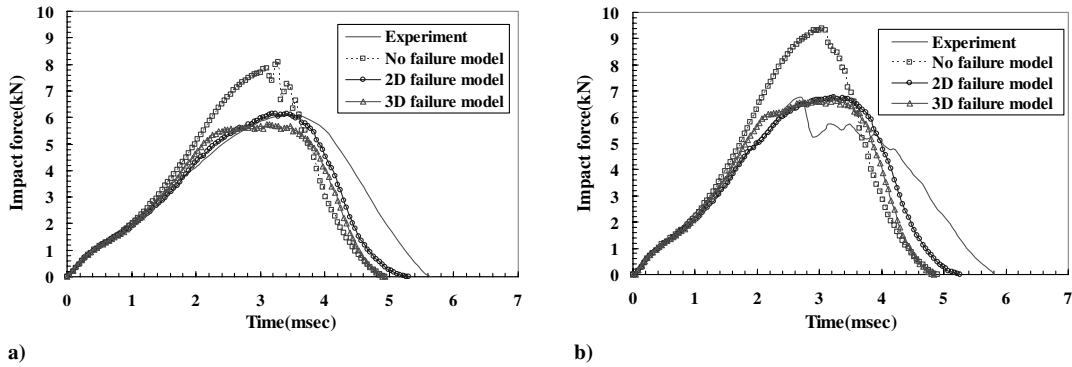 10
9
8
7
6
5
4
3
2
1
0
Impact force(kN)
Experiment
No failure model
2D failure model
3D failure model
0 1 2 3 4 5 6 7
Time(msec)
a)
10
9
8
7
6
5
4
3
2
1
0
Impact force(kN)
Experiment
No failure model
2D failure model
3D failure model
0 1 2 3 4 5 6 7
Time(msec)
b)